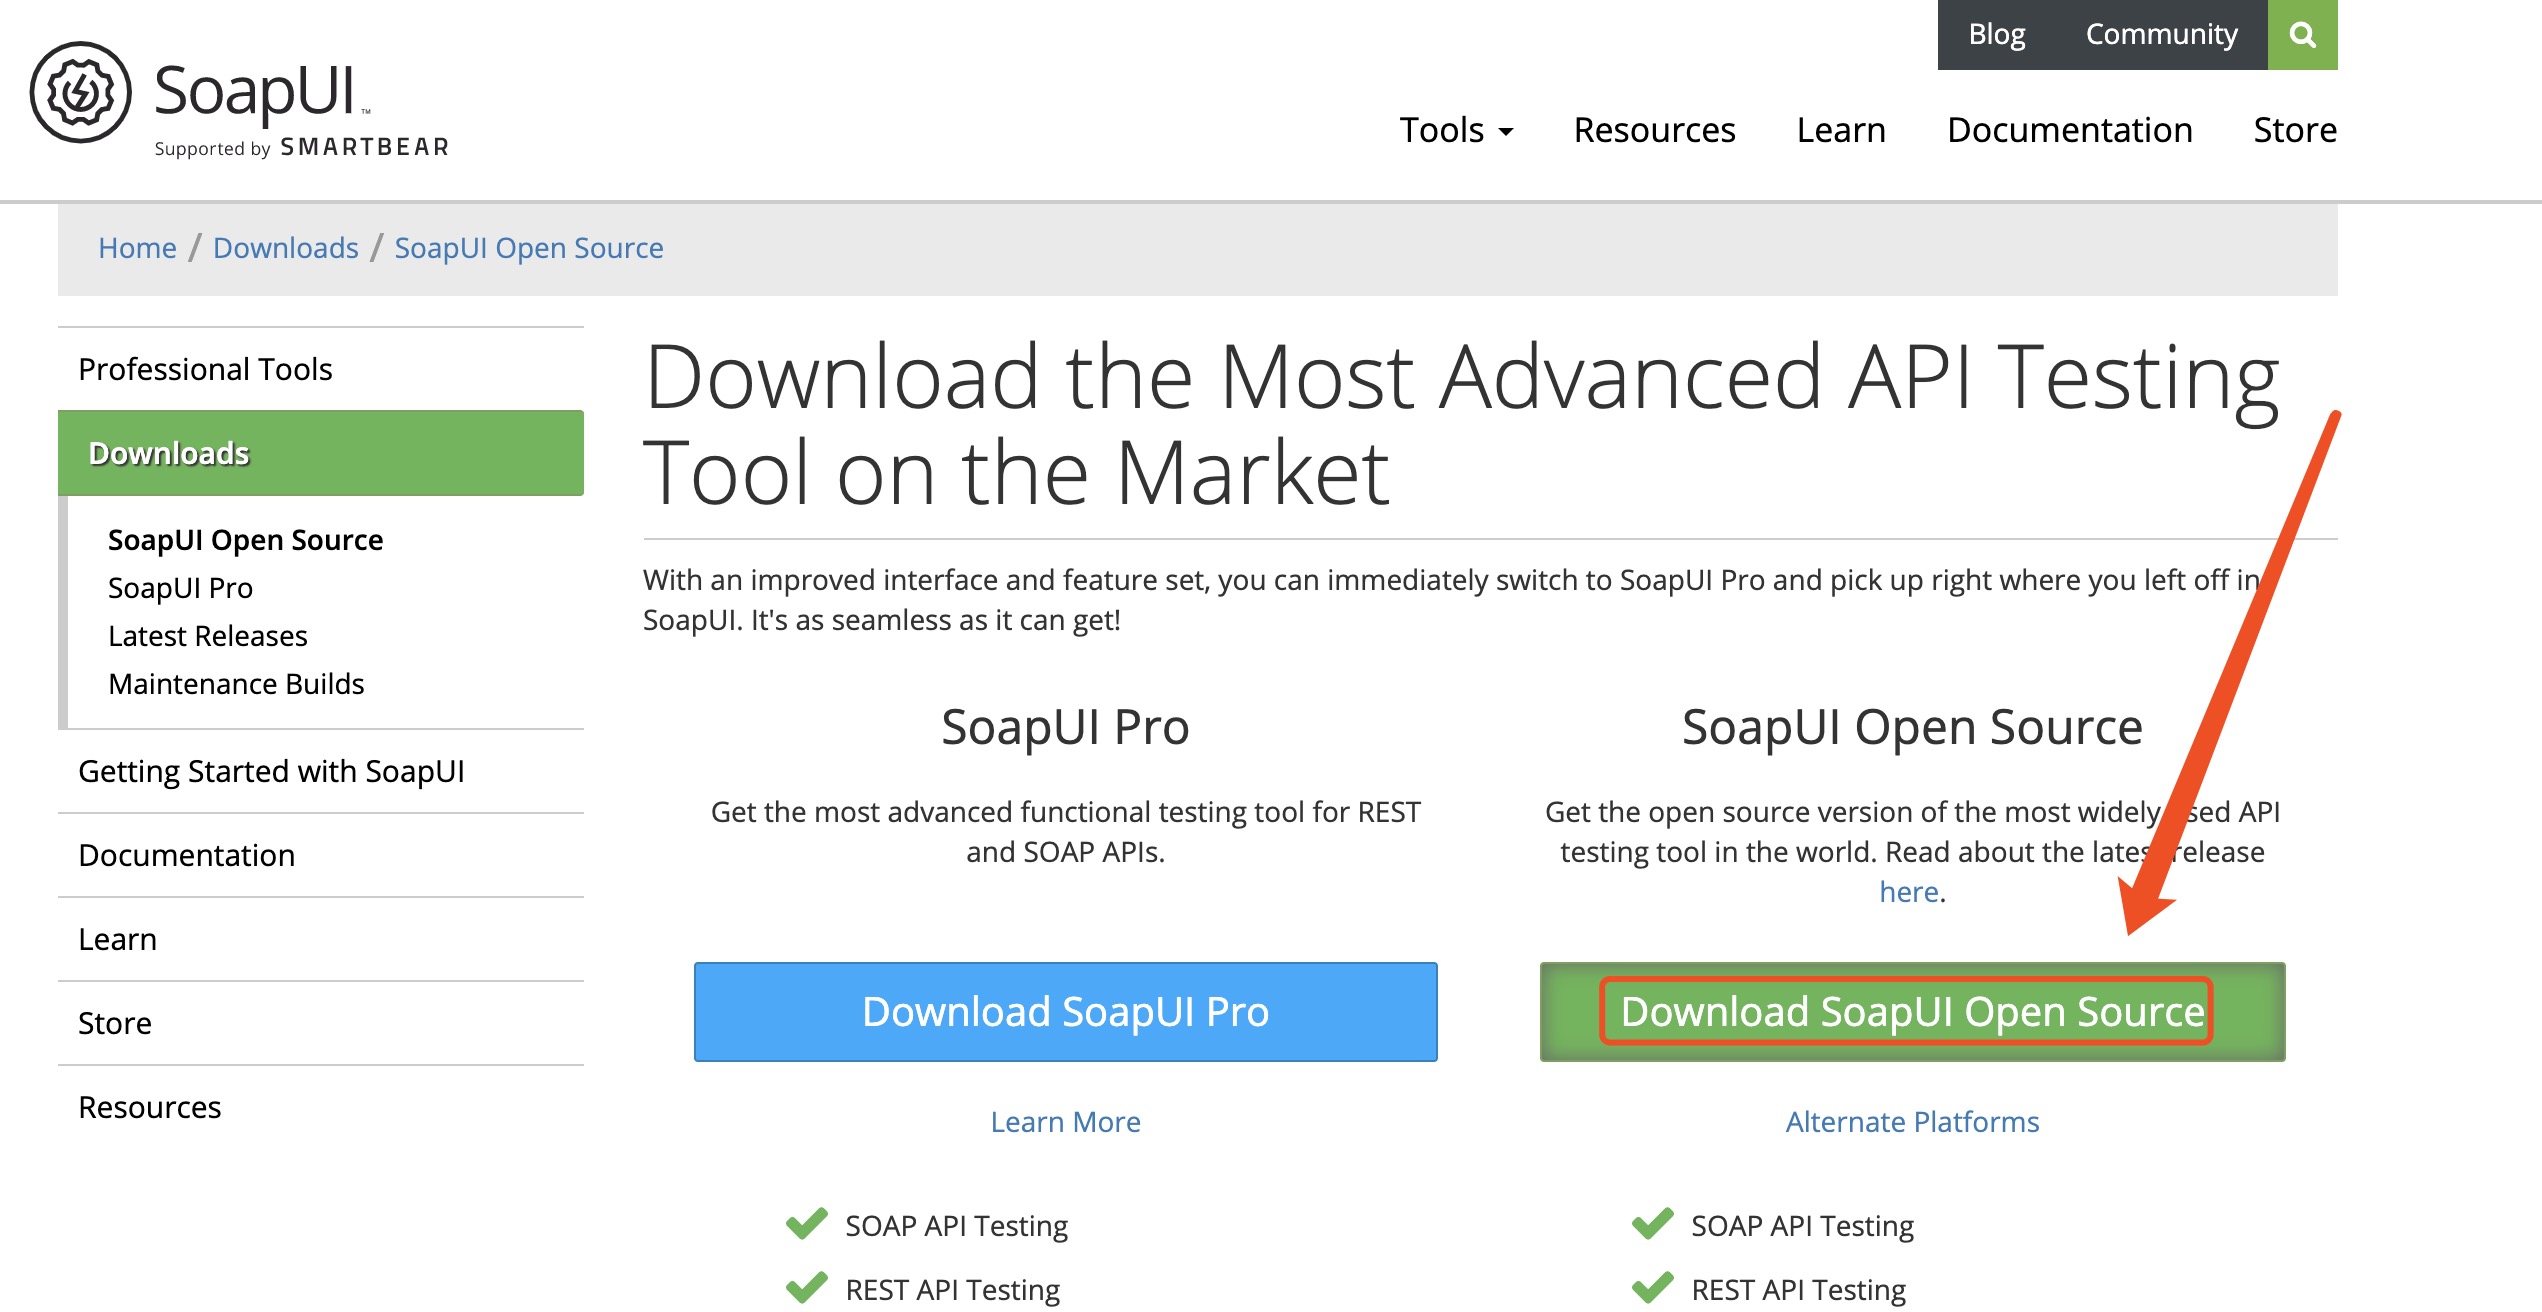 Blog
Community
SoapUI™
Supported by SMARTBEAR
Tools
Resources
Learn
Documentation
Store
Home / Downloads / SoapUI Open Source
Professional Tools
Downloads
SoapUI Open Source
SoapUI Pro
Latest Releases
Maintenance Builds
Getting Started with SoapUI
Documentation
Learn
Store
Resources
Download the Most Advanced API Testing
Tool on the Market
With an improved interface and feature set, you can immediately switch to SoapUI Pro and pick up right where you left off in
SoapUI. It's as seamless as it can get!
SoapUI Pro
Get the most advanced functional testing tool for REST
and SOAP APIs.
Download SoapUI Pro
Learn More
SOAP API Testing
REST API Testing
SoapUI Open Source
Get the open source version of the most widely used API
testing tool in the world. Read about the latest release
here.
Download SoapUI Open Source
Alternate Platforms
SOAP API Testing
REST API Testing